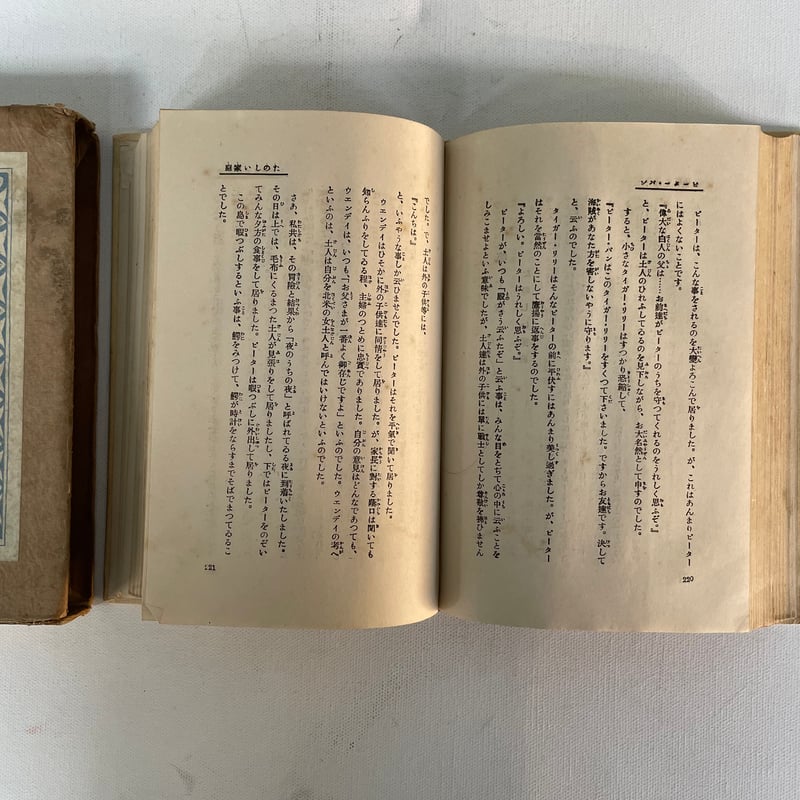 ピーターは、こんな事をされるのを大變よろこんで居りました。が、これはあんまりピーター
にはよくないことです。
『偉大な白人の父は……お前達がピーターのうちを守つてくれるのをうれしく思ふぞ。』
と、ピーターは土人のひれふしてゐるのを見下しながら、お大名然として申すのでした。
すると、小さなタイガー・リリーはすつかり恐縮して、
『ピーター・パンはこのタイガー・リリーをすくつて下さいました。ですからお友達です。決して
海賊があなた方を害しないやうに守ります。』
と、云ふのでした。
タイガー・リリーはそんなピーターの前に平伏すにはあんまり美し過ぎました。が、ピーター
はそれを當然のことにして鷹揚に返事をするのでした。
『よろしい。ピーターはうれしく思ふぞ。』
ピーターが、いつも『殿がさう云ふたぞ』と云ふ事は、みんな目をとぢて心の中に云ふことを
しみこませよといふ意味でしたが、土人達は外の子供には單に戰士としてしか尊敬を拂ひません
220
たのしい家庭
でした。で、土人は外の子供等には、
『こんちは。』
と、いふやうな事しか云ひませんでした。ピーターはそれを平氣で聞いて居りました。
ウエンデイはひそかに外の子供達に同情をして居りました。が、家長に對する蔭口は聞いても
知らんふりをしてゐる程、主婦のつとめに忠實でありました。自分の意見はどんなであつても、
ウエンデイは、いつも『お父さまが一番よく御存じですよ』といふのでした。ウエンデイの考へ
といふのは、土人は自分を北米の女土人と呼んではいけないといふのでした。
さあ、私共は、その冒險と結果から『夜のうちの夜』と呼ばれてゐる夜に到着いたしました。
その日は上では、毛布にくるまつた土人が見張りをして居りましたし、下ではピーターをのぞい
てみんな夕方の食事をして居りました。ピーターは暇つぶしに外出して居りました。
この島で暇つぶしするといふ事は、鰐をみつけて、鰐が時計をならすまでそばでまつてゐるこ
とでした。